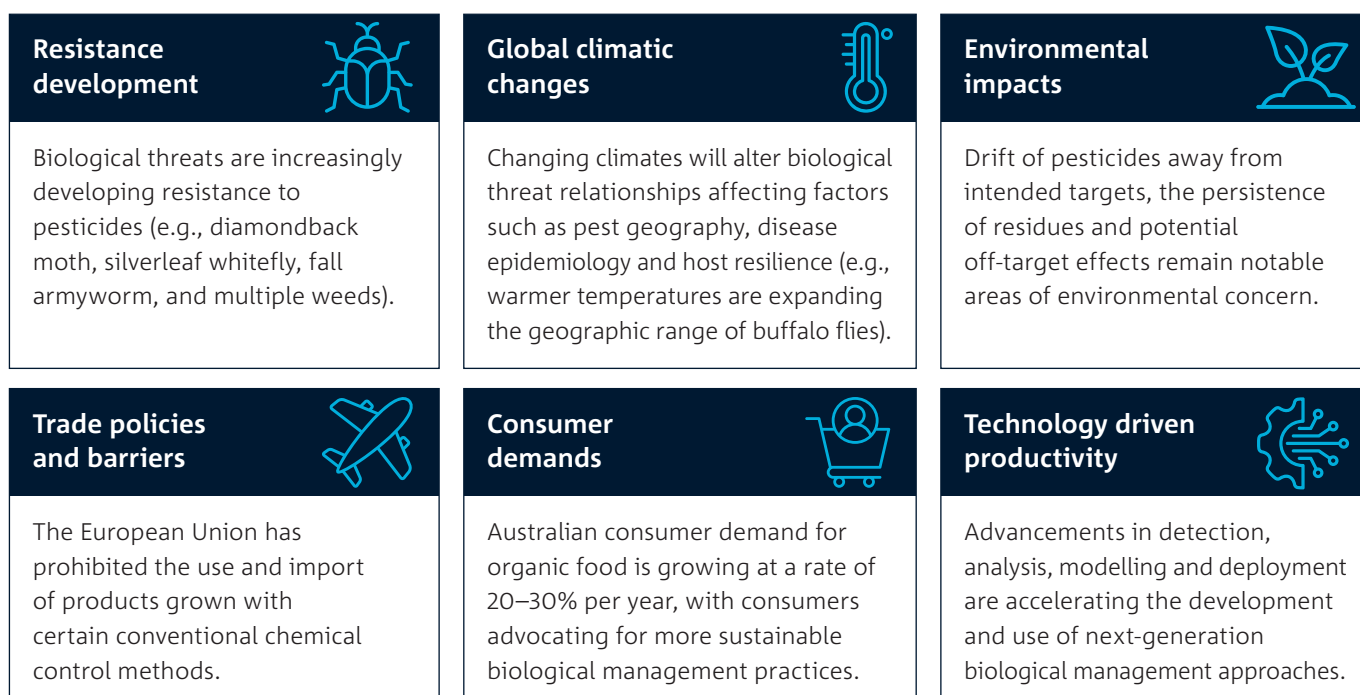 Resistance
development
Biological threats are increasingly
developing resistance to
pesticides (e.g., diamondback
moth, silverleaf whitefly, fall
armyworm, and multiple weeds).
Global climatic
changes
Changing climates will alter biological
threat relationships affecting factors
such as pest geography, disease
epidemiology and host resilience (e.g.,
warmer temperatures are expanding
the geographic range of buffalo flies).
Environmental
impacts
Drift of pesticides away from
intended targets, the persistence
of residues and potential
off-target effects remain notable
areas of environmental concern.
Trade policies
and barriers
The European Union has
prohibited the use and import
of products grown with
certain conventional chemical
control methods.
Consumer
demands
Australian consumer demand for
organic food is growing at a rate of
20–30% per year, with consumers
advocating for more sustainable
biological management practices.
Technology driven
productivity
Advancements in detection,
analysis, modelling and deployment
are accelerating the development
and use of next-generation
biological management approaches.